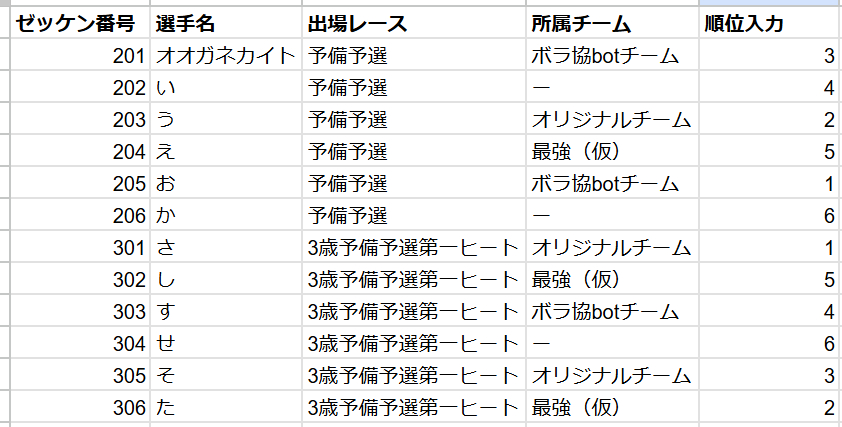 ゼッケン番号 選手名 出場レース 所属チーム 順位入力
201 オオガネカイト 予備予選 ボラ協botチーム 3
202 い 予備予選 ー 4
203 う 予備予選 オリジナルチーム 2
204 え 予備予選 最強（仮） 5
205 お 予備予選 ボラ協botチーム 1
206 か 予備予選 ー 6
301 さ 3歳予備予選第一ヒート オリジナルチーム 1
302 し 3歳予備予選第一ヒート 最強（仮） 5
303 す 3歳予備予選第一ヒート ボラ協botチーム 4
304 せ 3歳予備予選第一ヒート ー 6
305 そ 3歳予備予選第一ヒート オリジナルチーム 3
306 た 3歳予備予選第一ヒート 最強（仮） 2